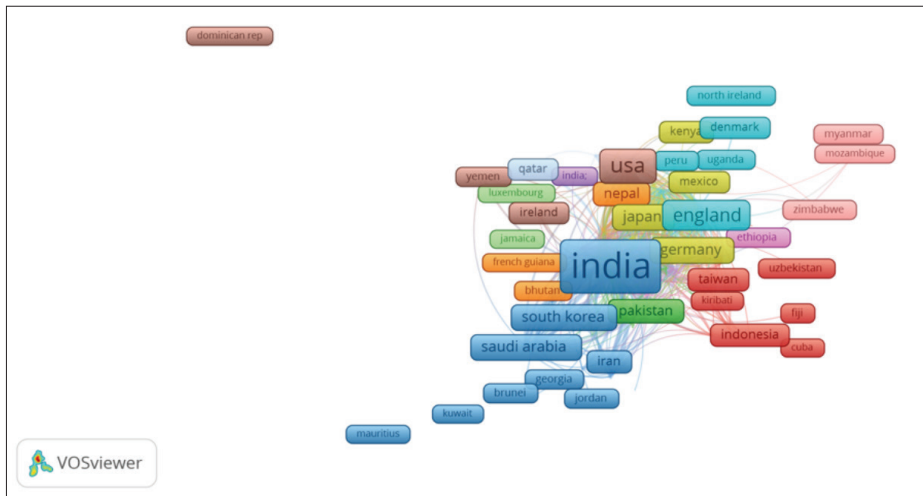 dominican rep
north ireland
kenya
denmark
myanmar
mozambique
usa
peru
uganda
yemen
qatar
india;
mexico
luxembourg
nepal
ireland
japan
england
zimbabwe
jamaica
ethiopia
germany
french guiana
india
uzbekistan
taiwan
bhutan
kiribati
south korea
pakistan
fiji
indonesia
saudi arabia
cuba
iran
georgia
brunei
jordan
kuwait
mauritius
VOSviewer